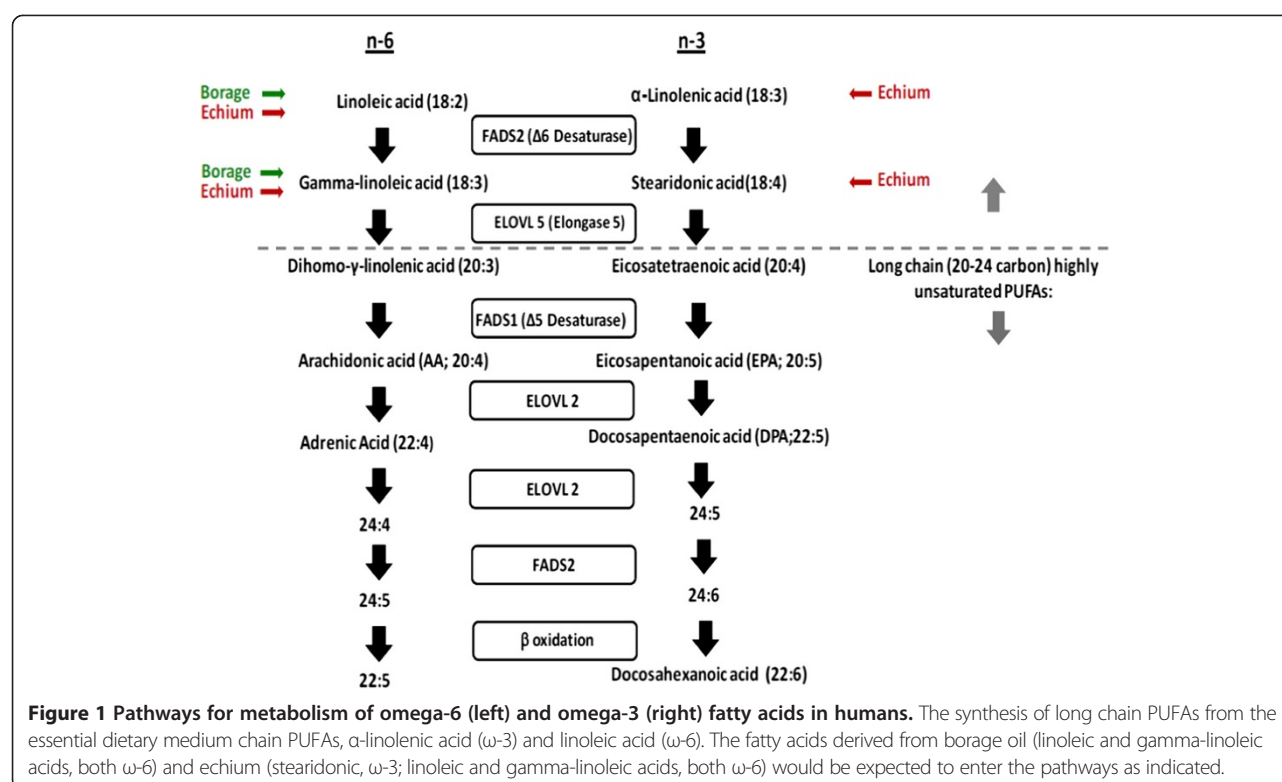 n-6 n-3
Borage
Echium
Linoleic acid (18:2)
α-Linolenic acid (18:3)
Echium
FADS2 (Δ6 Desaturase)
Borage
Echium
Gamma-linoleic acid (18:3)
Stearidonic acid(18:4)
Echium
ELOVL 5 (Elongase 5)
Dihomo-γ-linolenic acid (20:3)
Eicosatetraenoic acid (20:4)
Long chain (20-24 carbon) highly
unsaturated PUFAs:
FADS1 (Δ5 Desaturase)
Arachidonic acid (AA; 20:4)
Eicosapentanoic acid (EPA; 20:5)
ELOVL 2
Adrenic Acid (22:4)
Docosapentaenoic acid (DPA;22:5)
ELOVL 2
24:4
24:5
FADS2
24:5
24:6
β oxidation
22:5
Docosahexanoic acid (22:6)
Figure 1 Pathways for metabolism of omega-6 (left) and omega-3 (right) fatty acids in humans. The synthesis of long chain PUFAs from the
essential dietary medium chain PUFAs, α-linolenic acid (ω-3) and linoleic acid (ω-6). The fatty acids derived from borage oil (linoleic and gamma-linoleic
acids, both ω-6) and echium (stearidonic, ω-3; linoleic and gamma-linoleic acids, both ω-6) would be expected to enter the pathways as indicated.